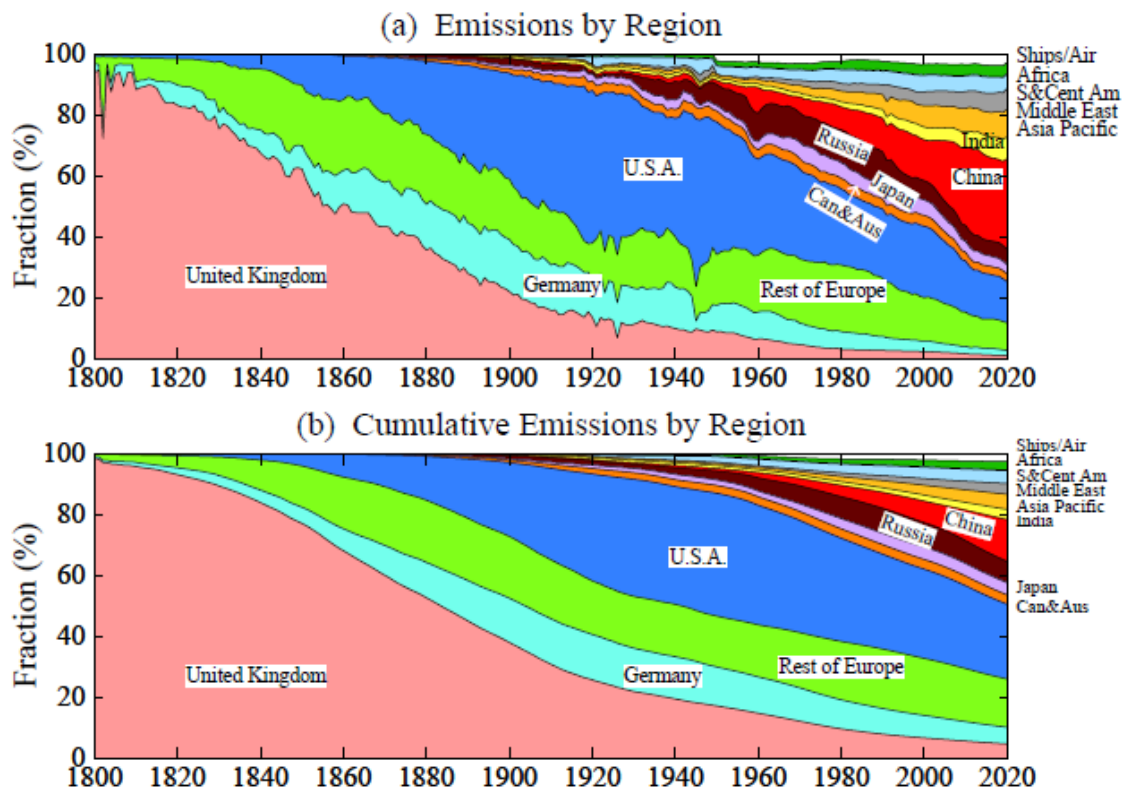 (a) Emissions by Region
Fraction (%)
100
80
60
40
20
0
1800 1820 1840 1860 1880 1900 1920 1940 1960 1980 2000 2020
United Kingdom
Germany
Rest of Europe
U.S.A.
Can&Aus
Japan
Russia
China
India
Ships/Air
Africa
S&Cent Am
Middle East
Asia Pacific
(b) Cumulative Emissions by Region
Fraction (%)
100
80
60
40
20
0
1800 1820 1840 1860 1880 1900 1920 1940 1960 1980 2000 2020
United Kingdom
Germany
Rest of Europe
U.S.A.
Russia
China
Ships/Air
Africa
S&Cent Am
Middle East
Asia Pacific
India
Japan
Can&Aus